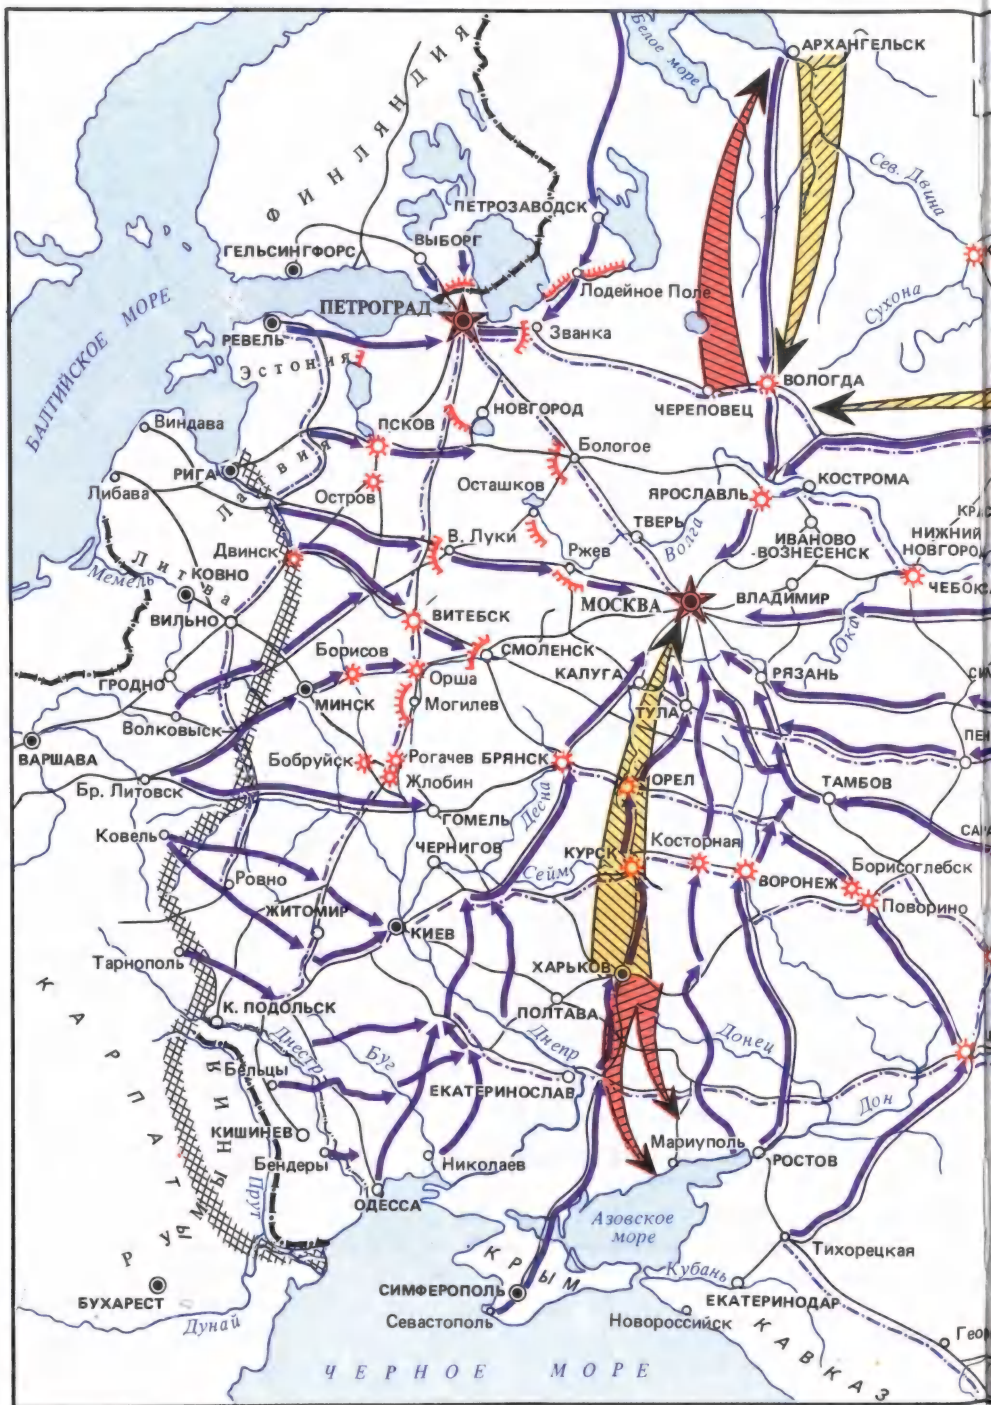 Белое море
АРХАНГЕЛЬСК
Сев. Двина
ФИНЛЯНДИЯ
ПЕТРОЗАВОДСК
ВЫБОРГ
ГЕЛЬСИНГФОРС
Лодейное Поле
Сухона
ПЕТРОГРАД
БАЛТИЙСКОЕ МОРЕ
Званка
РЕВЕЛЬ
Эстония
ВОЛОГДА
ЧЕРЕПОВЕЦ
НОВГОРОД
Виндава
ПСКОВ
Бологое
Латвия
РИГА
Либава
Остров
Осташков
ЯРОСЛАВЛЬ
КОСТРОМА
КРАС
ТВЕРЬ
Волга
ИВАНОВО
-ВОЗНЕСЕНСК
НИЖНИЙ
НОВГОРОД
В. Луки
Ржев
Двинск
Литва
Мемель
КОВНО
ЧЕБОКС
МОСКВА
ВЛАДИМИР
ВИЛЬНО
ВИТЕБСК
Ока
СМОЛЕНСК
Борисов
ГРОДНО
Орша
КАЛУГА
РЯЗАНЬ
СИМ
МИНСК
Могилев
ТУЛА
Волковыск
ПЕН
ВАРШАВА
Бобруйск
Рогачев
БРЯНСК
Жлобин
ОРЕЛ
ТАМБОВ
Бр. Литовск
ГОМЕЛЬ
Десна
Ковель
ЧЕРНИГОВ
КУРСК
Косторная
САРА
Сейм
Борисоглебск
Ровно
ВОРОНЕЖ
Поворино
ЖИТОМИР
КИЕВ
Тарнополь
ХАРЬКОВ
КАРПАТЫ
К. ПОДОЛЬСК
ПОЛТАВА
Днестр
Буг
Днепр
Донец
Бельцы
ЕКАТЕРИНОСЛАВ
Дон
КИШИНЕВ
Мариуполь
Бендеры
Николаев
РОСТОВ
РУМЫНИЯ
Прут
ОДЕССА
Азовское
море
Тихорецкая
КРЫМ
Кубань
БУХАРЕСТ
СИМФЕРОПОЛЬ
ЕКАТЕРИНОДАР
Дунай
Севастополь
Новороссийск
КАВКАЗ
Геор
ЧЕРНОЕ МОРЕ